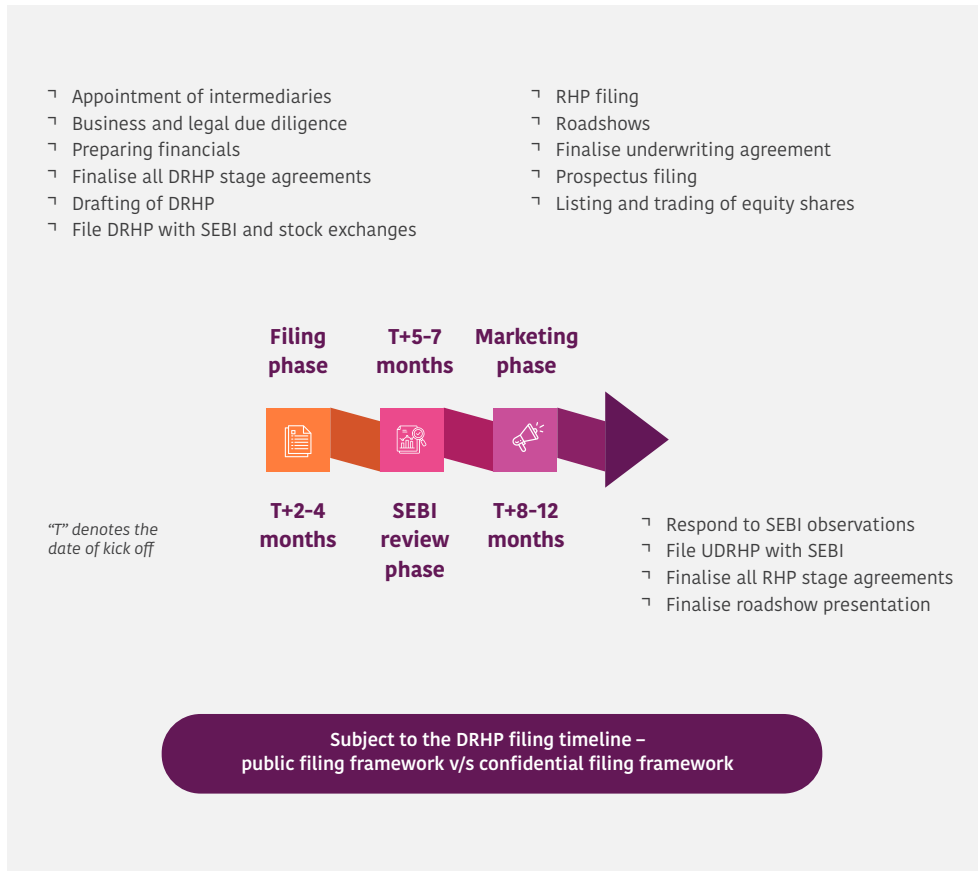 Appointment of intermediaries
Business and legal due diligence
Preparing financials
Finalise all DRHP stage agreements
Drafting of DRHP
File DRHP with SEBI and stock exchanges
RHP filing
Roadshows
Finalise underwriting agreement
Prospectus filing
Listing and trading of equity shares
Filing
phase
T+5-7
months
Marketing
phase
T+2-4
months
SEBI
review
phase
T+8-12
months
“T” denotes the
date of kick off
Respond to SEBI observations
File UDRHP with SEBI
Finalise all RHP stage agreements
Finalise roadshow presentation
Subject to the DRHP filing timeline –
public filing framework v/s confidential filing framework